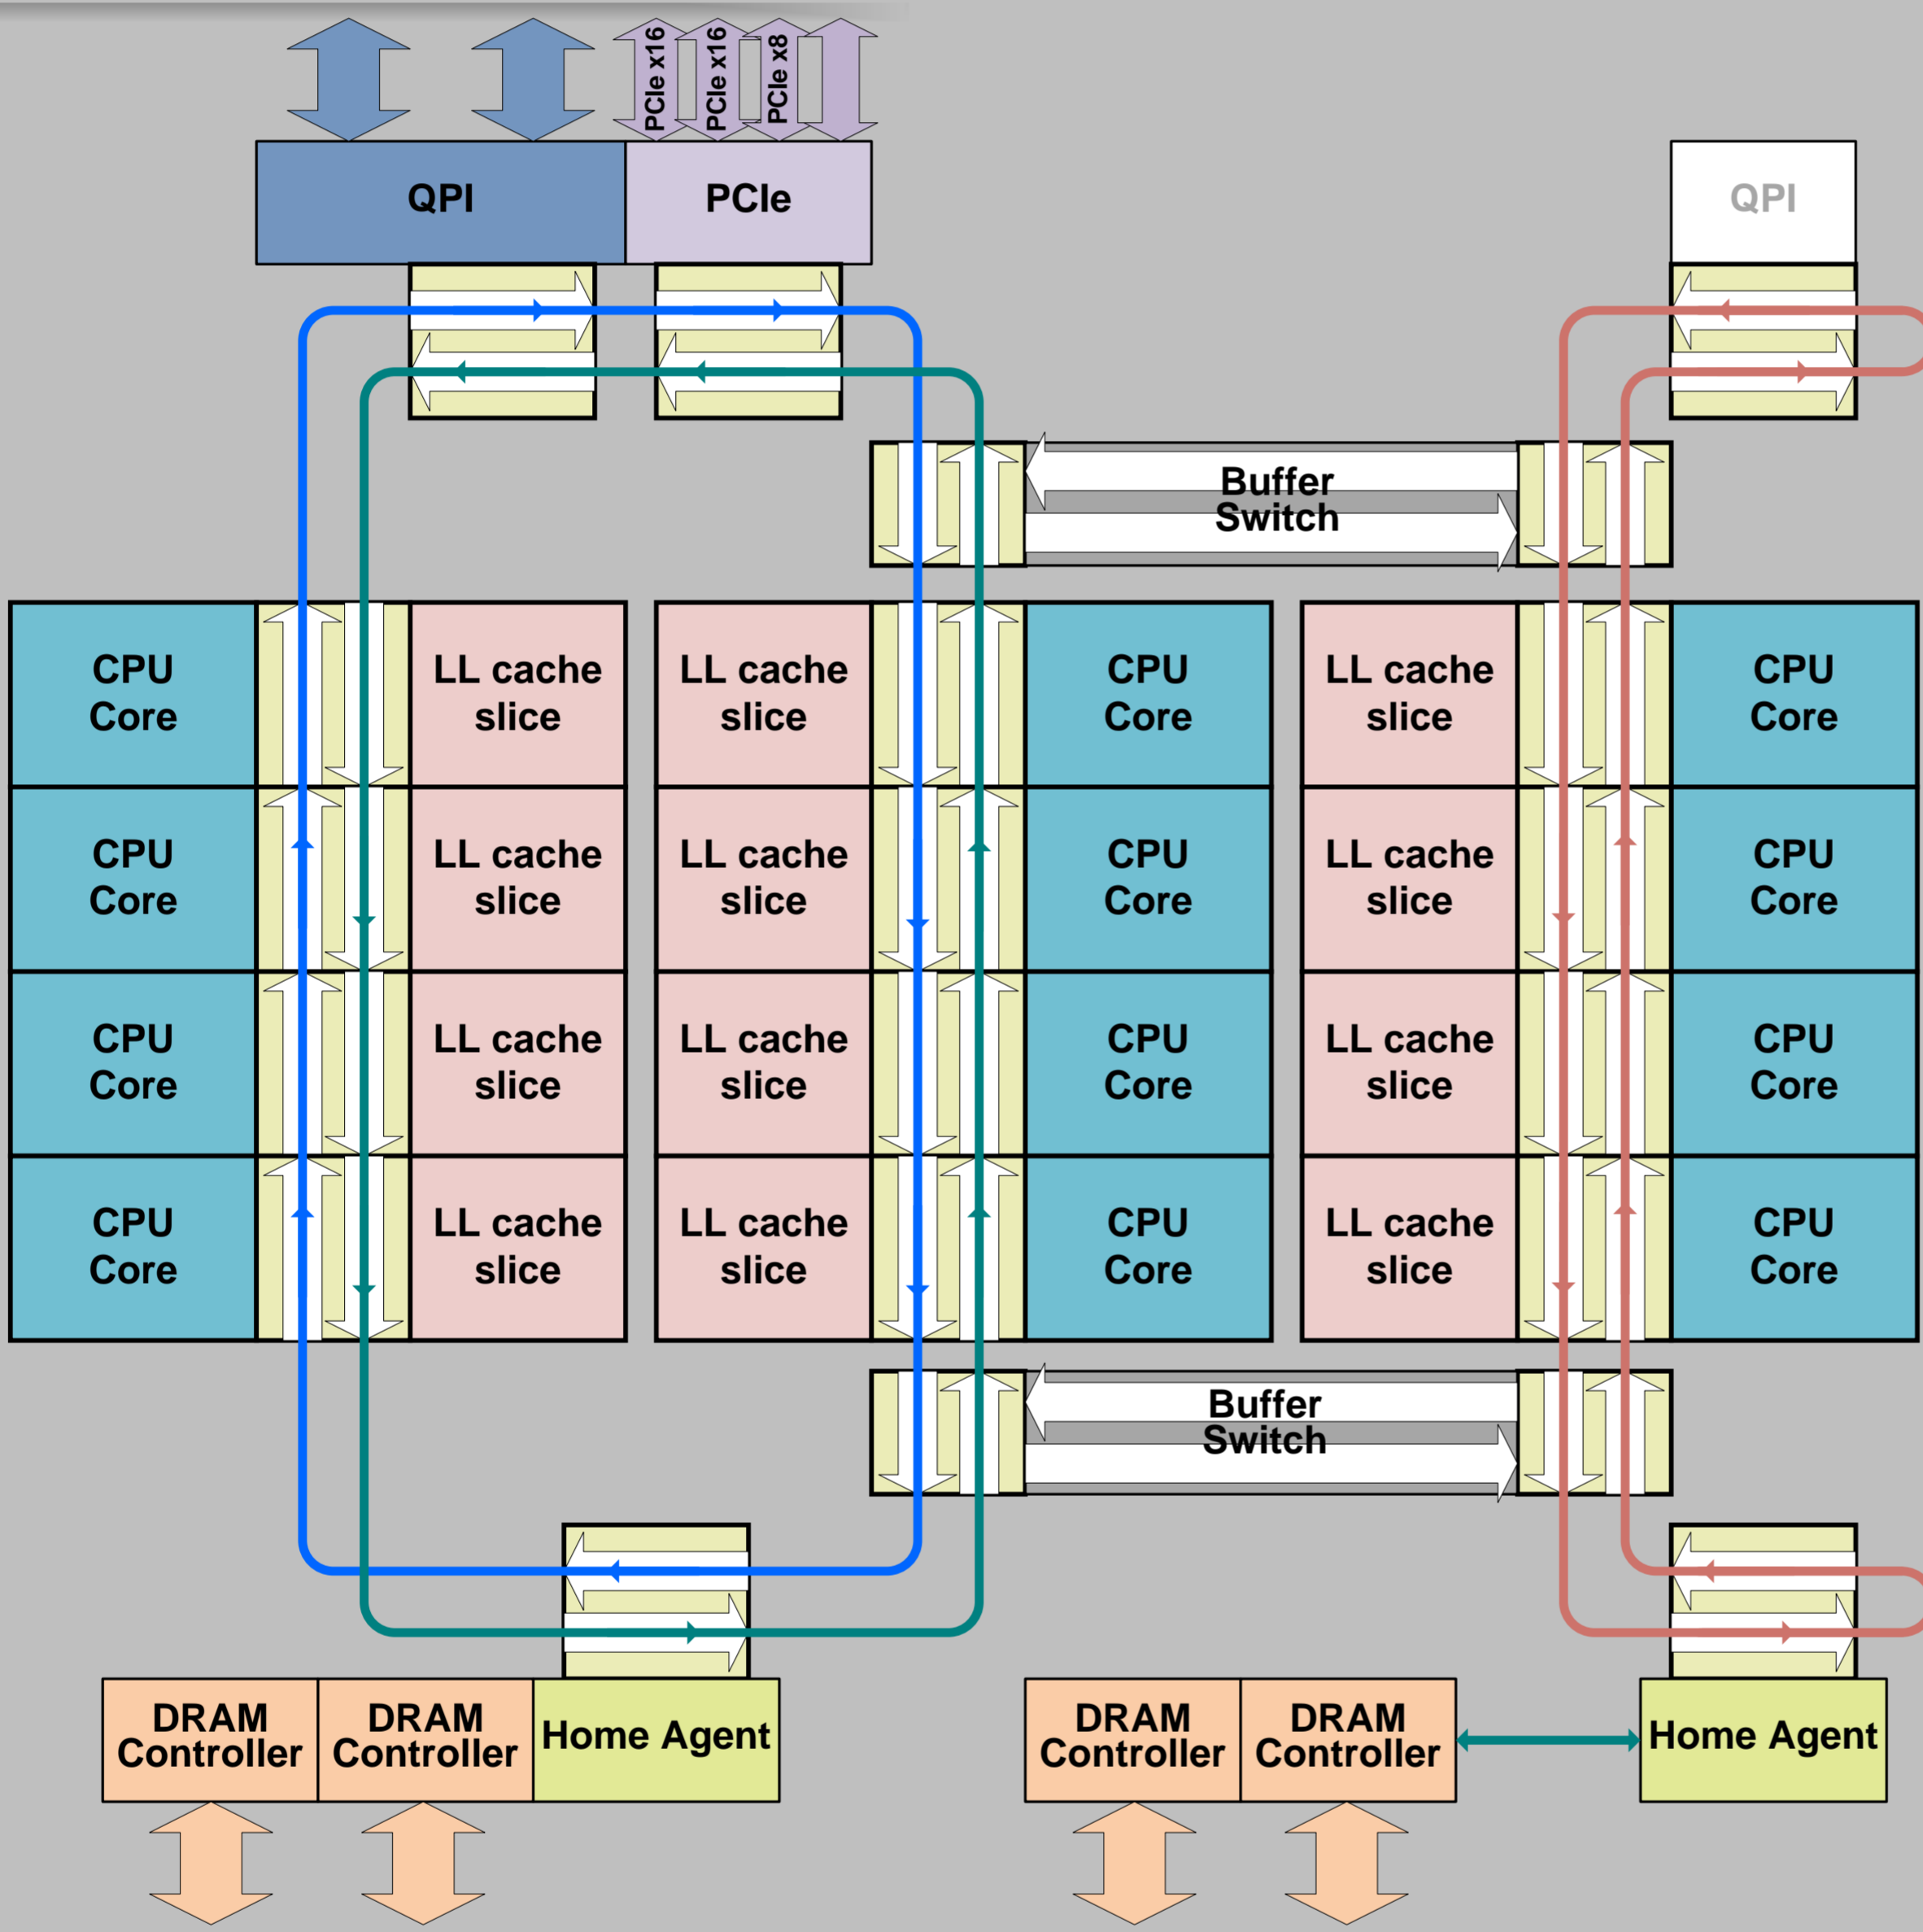 PCIe x16
PCIe x16
PCIe x8
QPI
PCIe
QPI
Buffer
Switch
CPU
Core
LL cache
slice
LL cache
slice
CPU
Core
LL cache
slice
CPU
Core
CPU
Core
LL cache
slice
LL cache
slice
CPU
Core
LL cache
slice
CPU
Core
CPU
Core
LL cache
slice
LL cache
slice
CPU
Core
LL cache
slice
CPU
Core
CPU
Core
LL cache
slice
LL cache
slice
CPU
Core
LL cache
slice
CPU
Core
Buffer
Switch
DRAM
Controller
DRAM
Controller
Home Agent
DRAM
Controller
DRAM
Controller
Home Agent